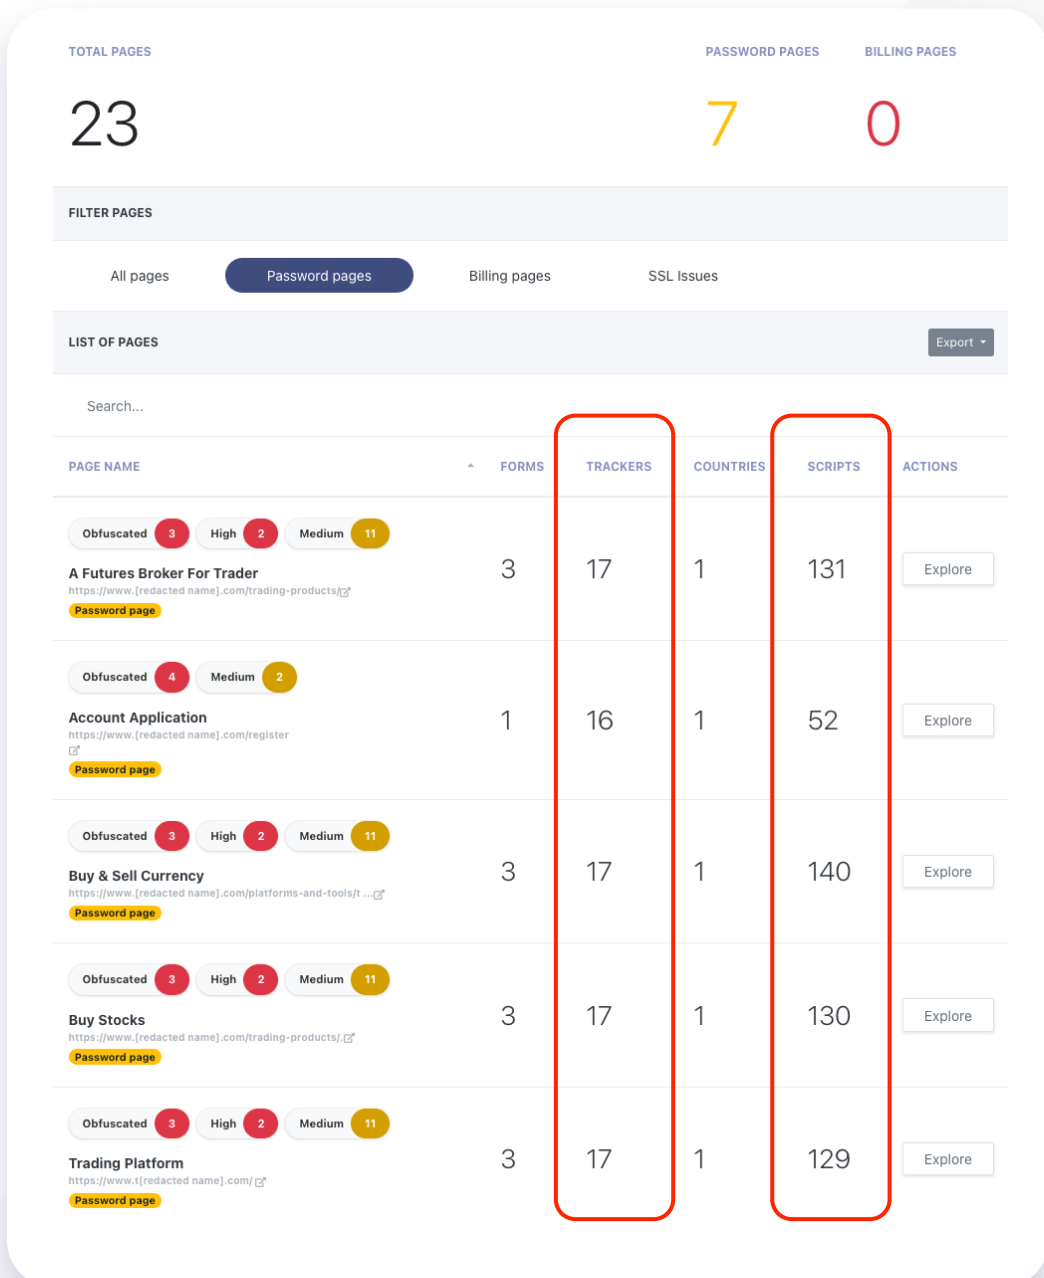 TOTAL PAGES PASSWORD PAGES BILLING PAGES
23 7 0
FILTER PAGES
All pages Password pages Billing pages SSL Issues
LIST OF PAGES Export
Search...
PAGE NAME FORMS TRACKERS COUNTRIES SCRIPTS ACTIONS
Obfuscated 3 High 2 Medium 11
A Futures Broker For Trader 3 17 1 131 Explore
https://www.[redacted name].com/trading-products/
Password page
Obfuscated 4 Medium 2
Account Application 1 16 1 52 Explore
https://www.[redacted name].com/register
Password page
Obfuscated 3 High 2 Medium 11
Buy & Sell Currency 3 17 1 140 Explore
https://www.[redacted name].com/platforms-and-tools/t ...
Password page
Obfuscated 3 High 2 Medium 11
Buy Stocks 3 17 1 130 Explore
https://www.[redacted name].com/trading-products/.
Password page
Obfuscated 3 High 2 Medium 11
Trading Platform 3 17 1 129 Explore
https://www.t[redacted name].com/
Password page